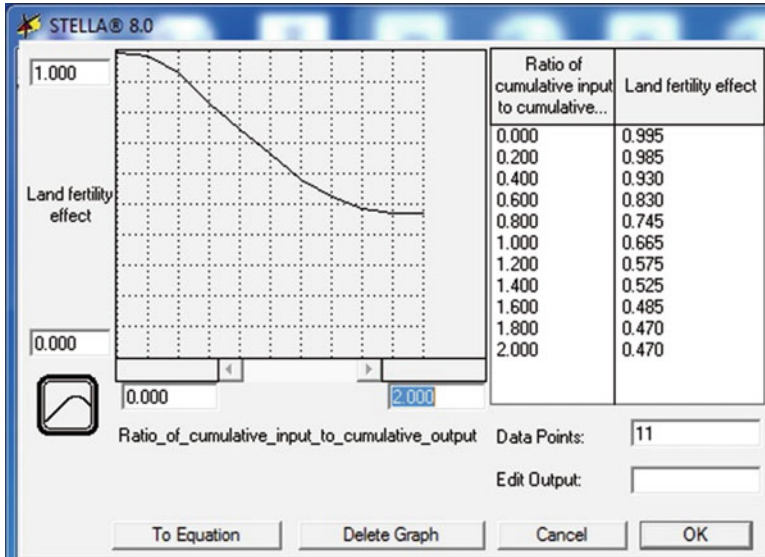 STELLA® 8.0
1.000
Land fertility
effect
0.000
0.000
2.000
Ratio_of_cumulative_input_to_cumulative_output
Ratio of
cumulative input
to cumulative...
Land fertility effect
0.000 0.995
0.200 0.985
0.400 0.930
0.600 0.830
0.800 0.745
1.000 0.665
1.200 0.575
1.400 0.525
1.600 0.485
1.800 0.470
2.000 0.470
Data Points: 11
Edit Output:
To Equation
Delete Graph
Cancel
OK